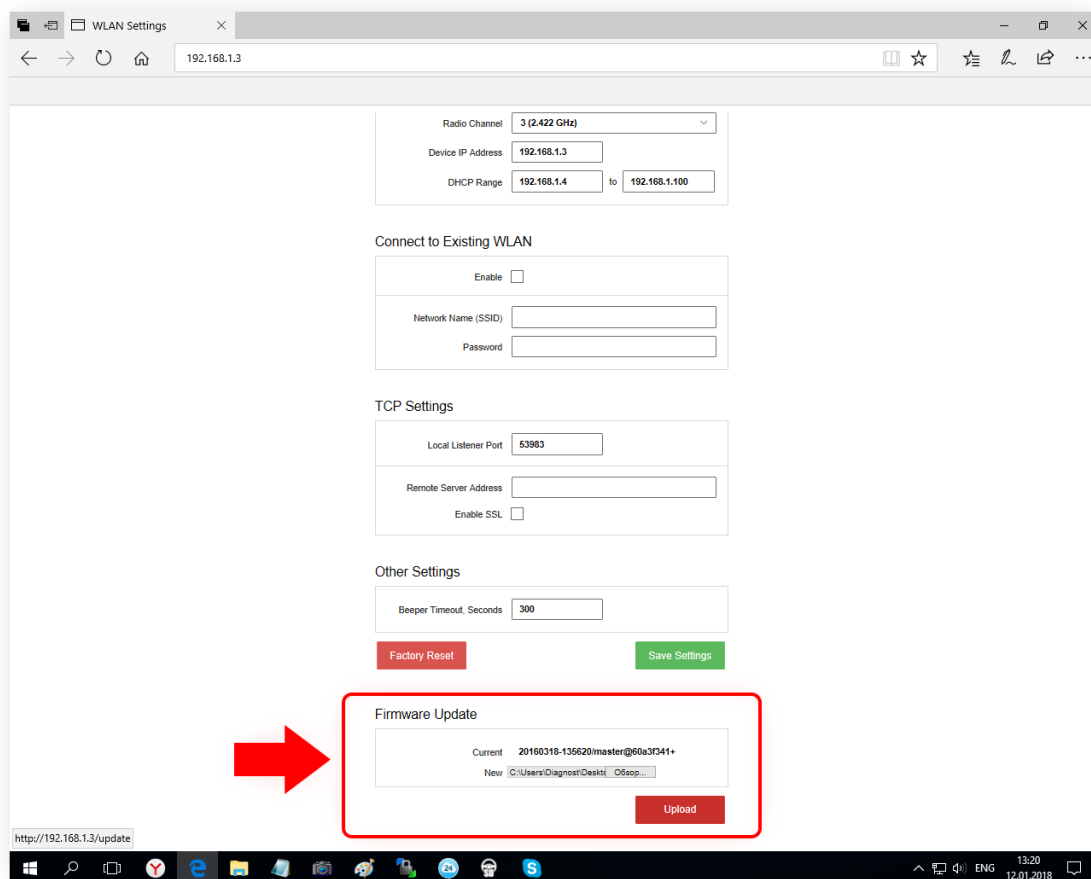 WLAN Settings
192.168.1.3
Radio Channel 3 (2.422 GHz)
Device IP Address 192.168.1.3
DHCP Range 192.168.1.4 to 192.168.1.100
Connect to Existing WLAN
Enable
Network Name (SSID)
Password
TCP Settings
Local Listener Port 53983
Remote Server Address
Enable SSL
Other Settings
Beeper Timeout, Seconds 300
Factory Reset Save Settings
Firmware Update
Current 20160318-135620/master@60a3f341+
New C:\Users\Diagnost\Deskto Обзор...
Upload
http://192.168.1.3/update
24
S
ENG 13:20
12.01.2018